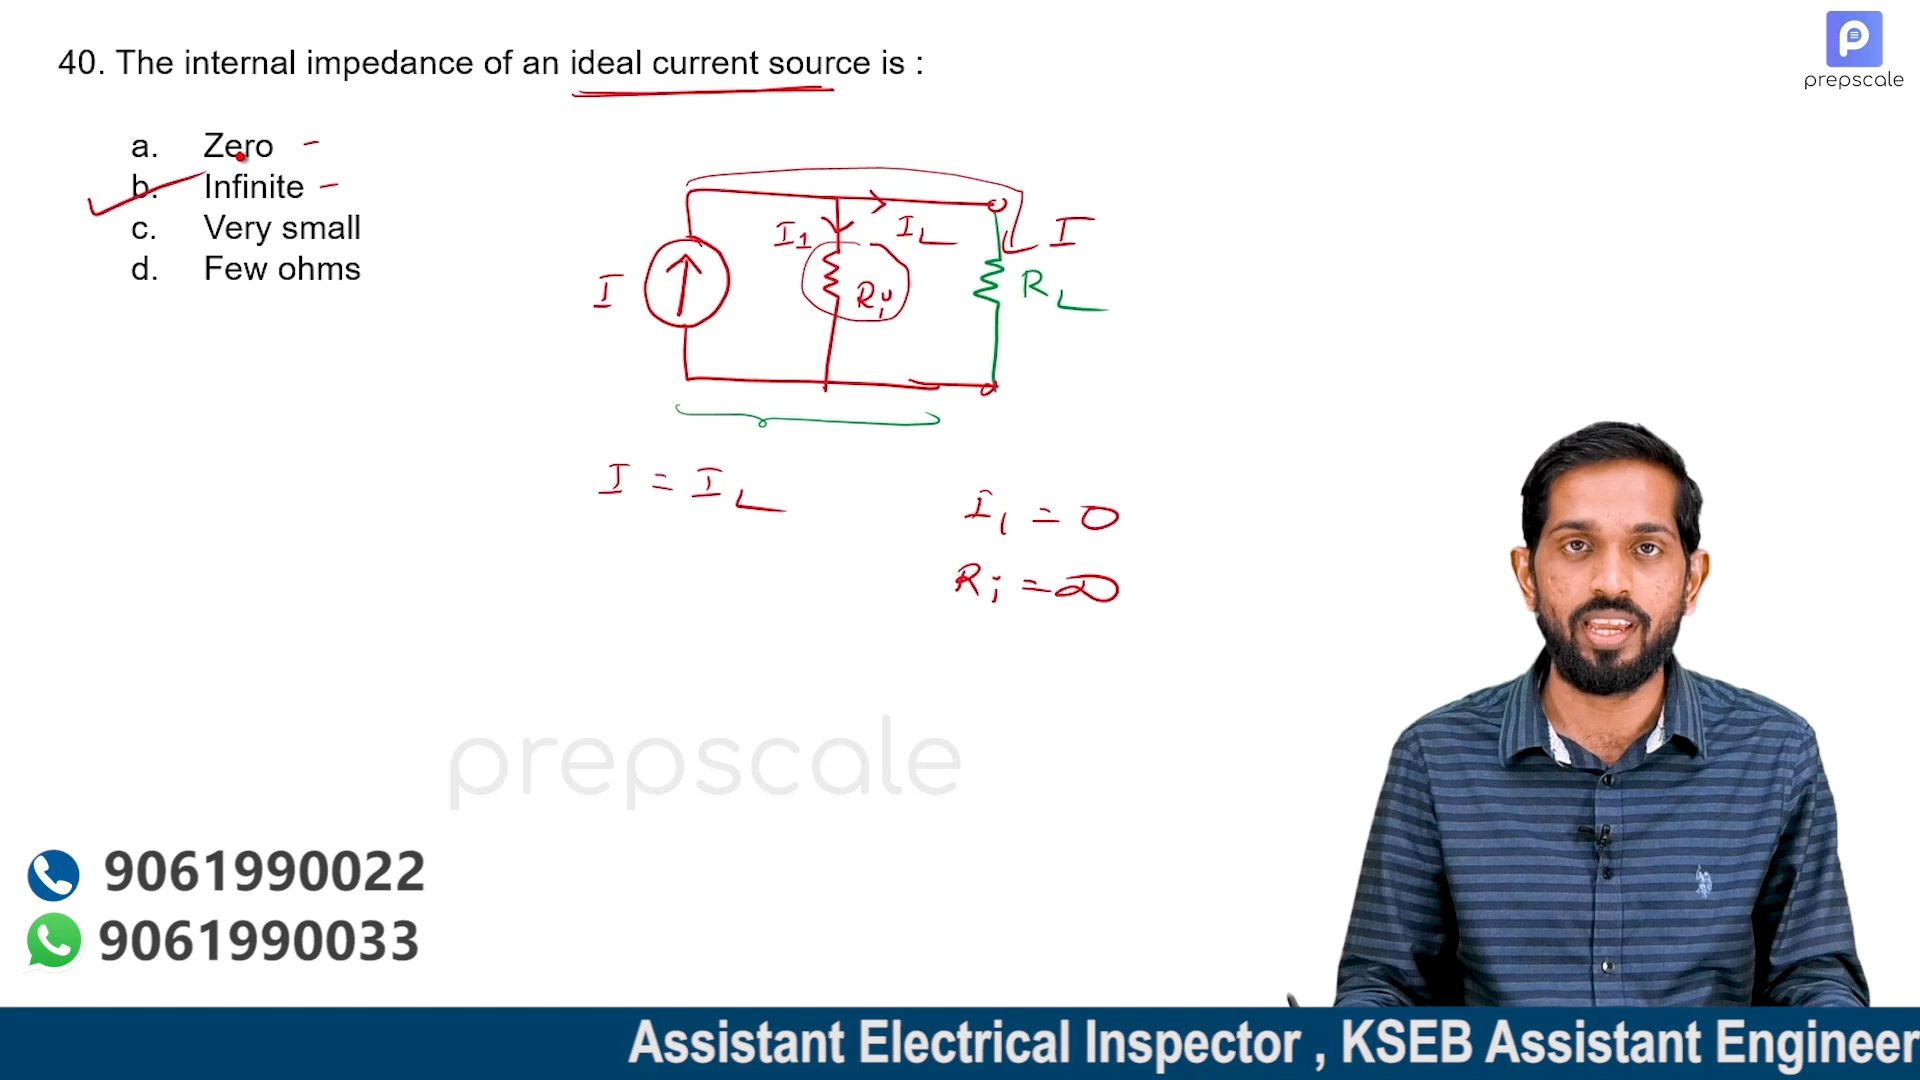 40. The internal impedance of an ideal current source is :
prepscale
a. Zero -
b. Infinite -
c. Very small
d. Few ohms
I
I1
IL
I
Ri
RL
I = IL
I1 = 0
Ri = ∞
prepscale
9061990022
9061990033
Assistant Electrical Inspector , KSEB Assistant Engineer